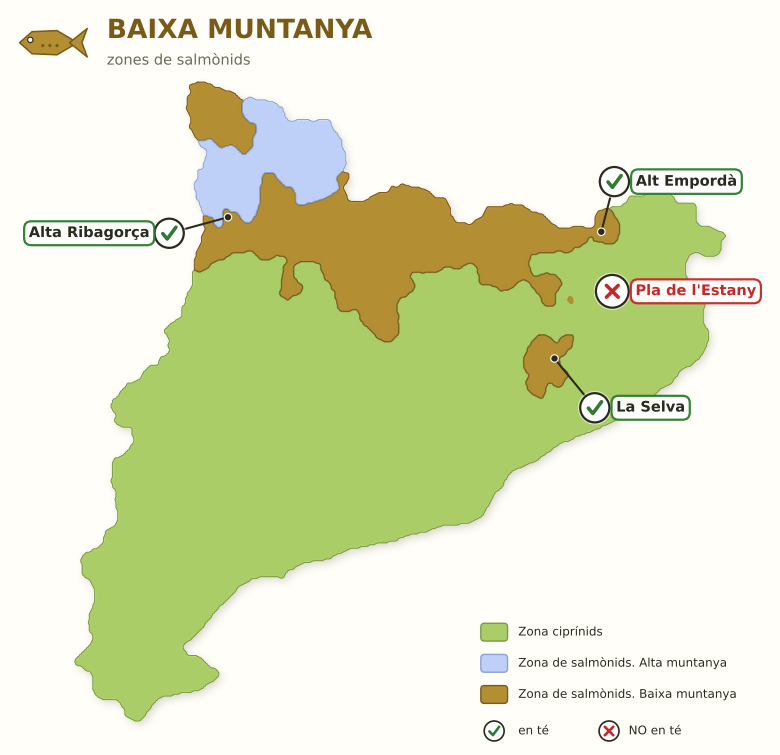 BAIXA MUNTANYA
zones de salmònids
Alt Empordà
Alta Ribagorça
Pla de l'Estany
La Selva
Zona ciprínids
Zona de salmònids. Alta muntanya
Zona de salmònids. Baixa muntanya
en té
NO en té